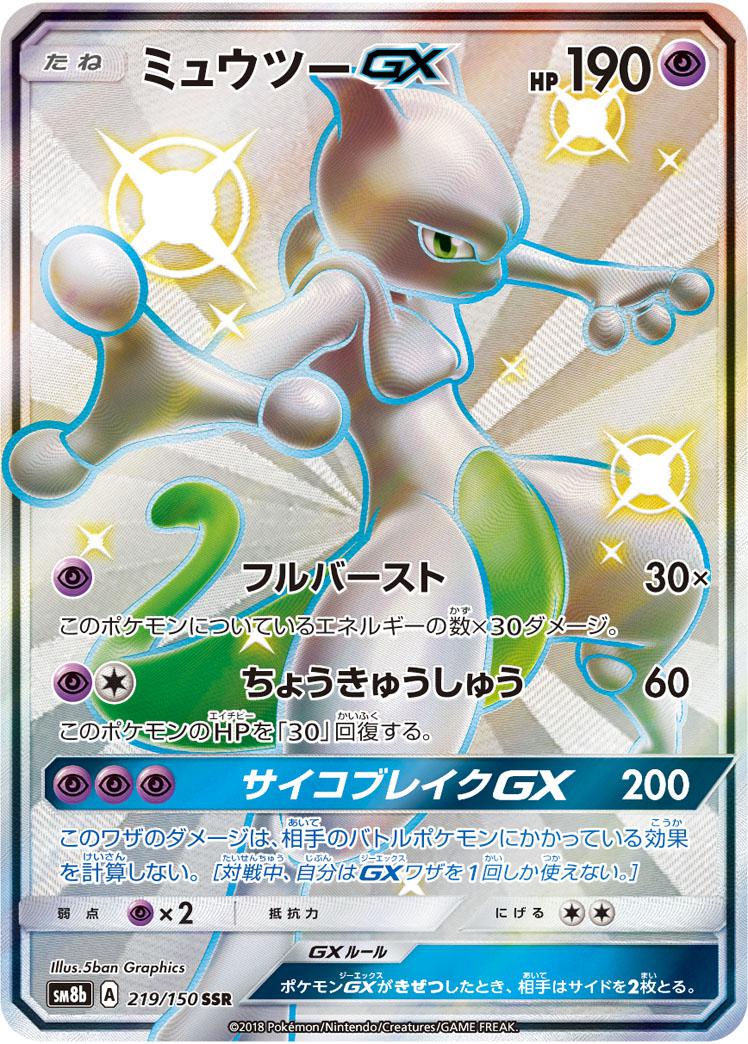 たね ミュウツーGX HP 190
フルバースト 30×
このポケモンについているエネルギーの数×30ダメージ。
ちょうきゅうしゅう 60
このポケモンのHPを「30」回復する。
サイコブレイクGX 200
このワザのダメージは、相手のバトルポケモンにかかっている効果
を計算しない。[対戦中、自分はGXワザを1回しか使えない。]
弱点 ×2 抵抗力 にげる
GXルール
ポケモンGXがきぜつしたとき、相手はサイドを2枚とる。
Illus.5ban Graphics
sm8b A 219/150 SSR
©2018 Pokémon/Nintendo/Creatures/GAME FREAK.